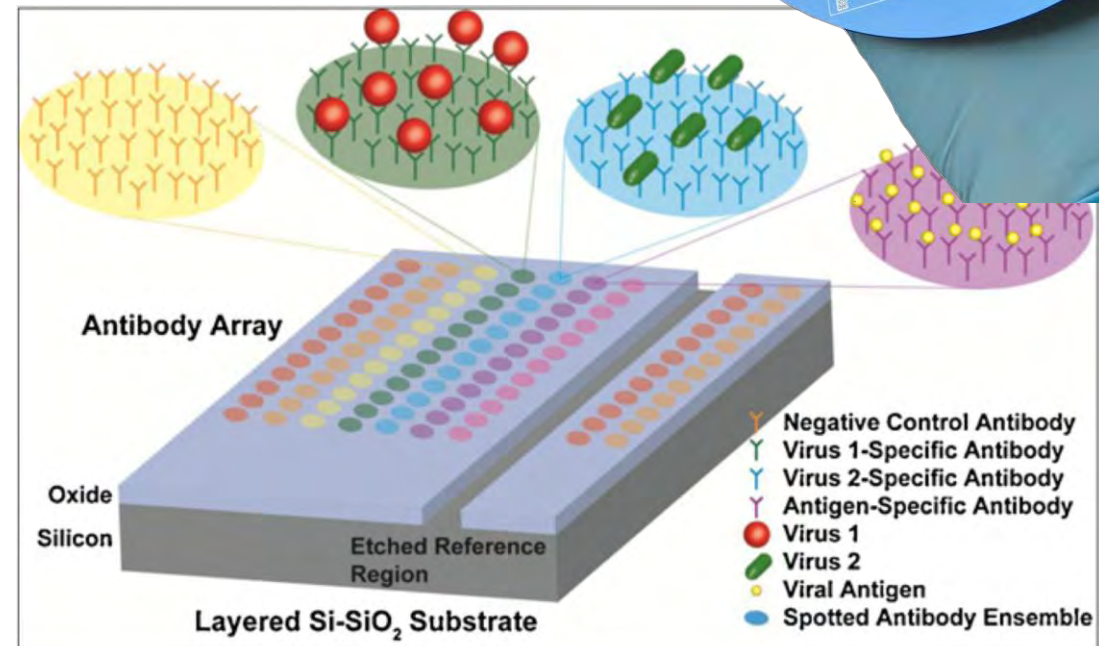 Antibody Array
Oxide
Silicon
Etched Reference
Region
Layered Si-SiO₂ Substrate
Negative Control Antibody
Virus 1-Specific Antibody
Virus 2-Specific Antibody
Antigen-Specific Antibody
Virus 1
Virus 2
Viral Antigen
Spotted Antibody Ensemble